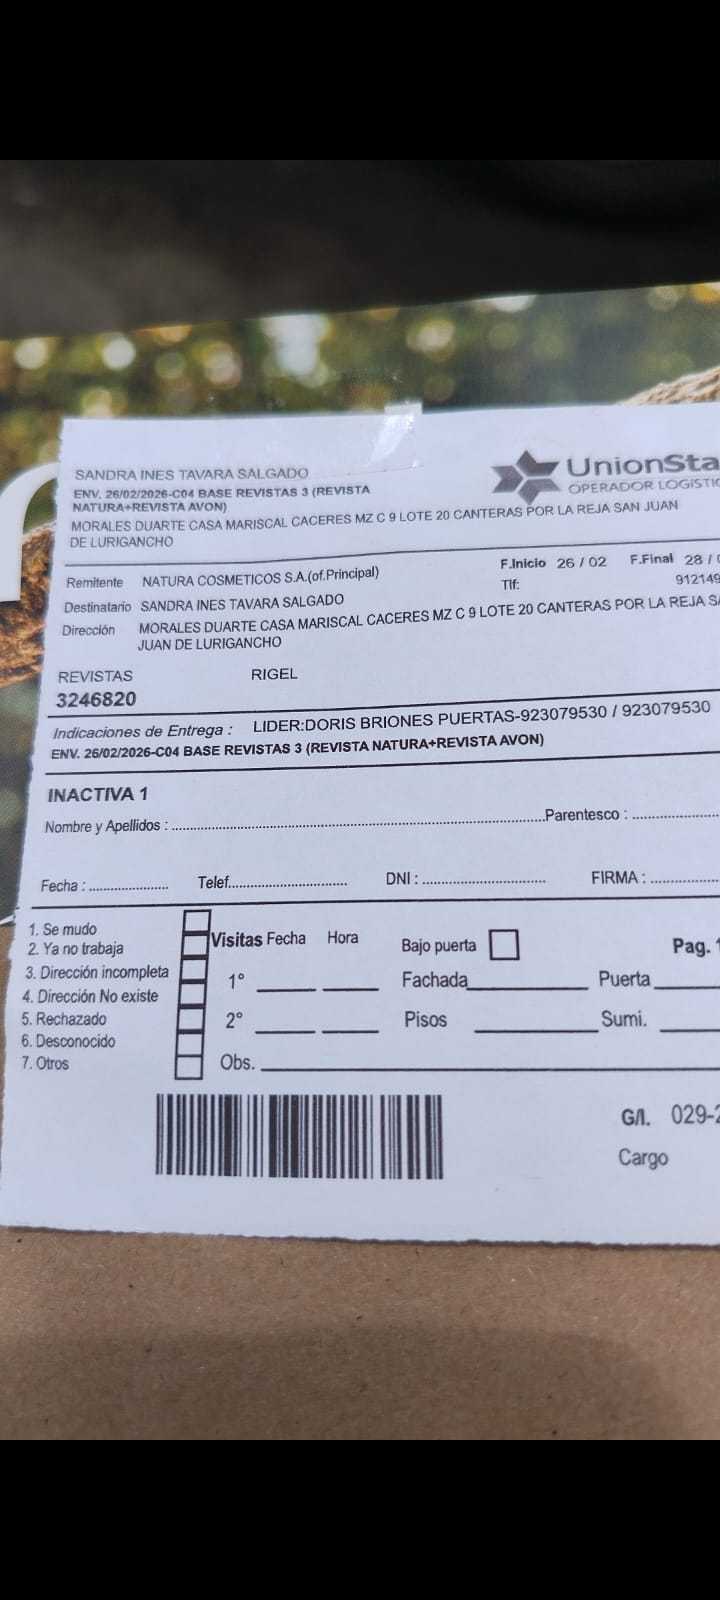 SANDRA INES TAVARA SALGADO
ENV. 26/02/2026-C04 BASE REVISTAS 3 (REVISTA
NATURA+REVISTA AVON)
MORALES DUARTE CASA MARISCAL CACERES MZ C 9 LOTE 20 CANTERAS POR LA REJA SAN JUAN
DE LURIGANCHO
UnionSta
OPERADOR LOGÍSTIC
Remitente NATURA COSMETICOS S.A.(of.Principal)
F.Inicio 26 / 02 F.Final 28 /
Tlf: 912149
Destinatario SANDRA INES TAVARA SALGADO
Dirección MORALES DUARTE CASA MARISCAL CACERES MZ C 9 LOTE 20 CANTERAS POR LA REJA SA
JUAN DE LURIGANCHO
REVISTAS RIGEL
3246820
Indicaciones de Entrega : LIDER:DORIS BRIONES PUERTAS-923079530 / 923079530
ENV. 26/02/2026-C04 BASE REVISTAS 3 (REVISTA NATURA+REVISTA AVON)
INACTIVA 1
Nombre y Apellidos : Parentesco :
Fecha : Telef. DNI : FIRMA :
1. Se mudo
2. Ya no trabaja
3. Dirección incompleta
4. Dirección No existe
5. Rechazado
6. Desconocido
7. Otros
Visitas Fecha Hora Bajo puerta Pag. 1
1° Fachada Puerta
2° Pisos Sumi.
Obs.
G/I. 029-2
Cargo